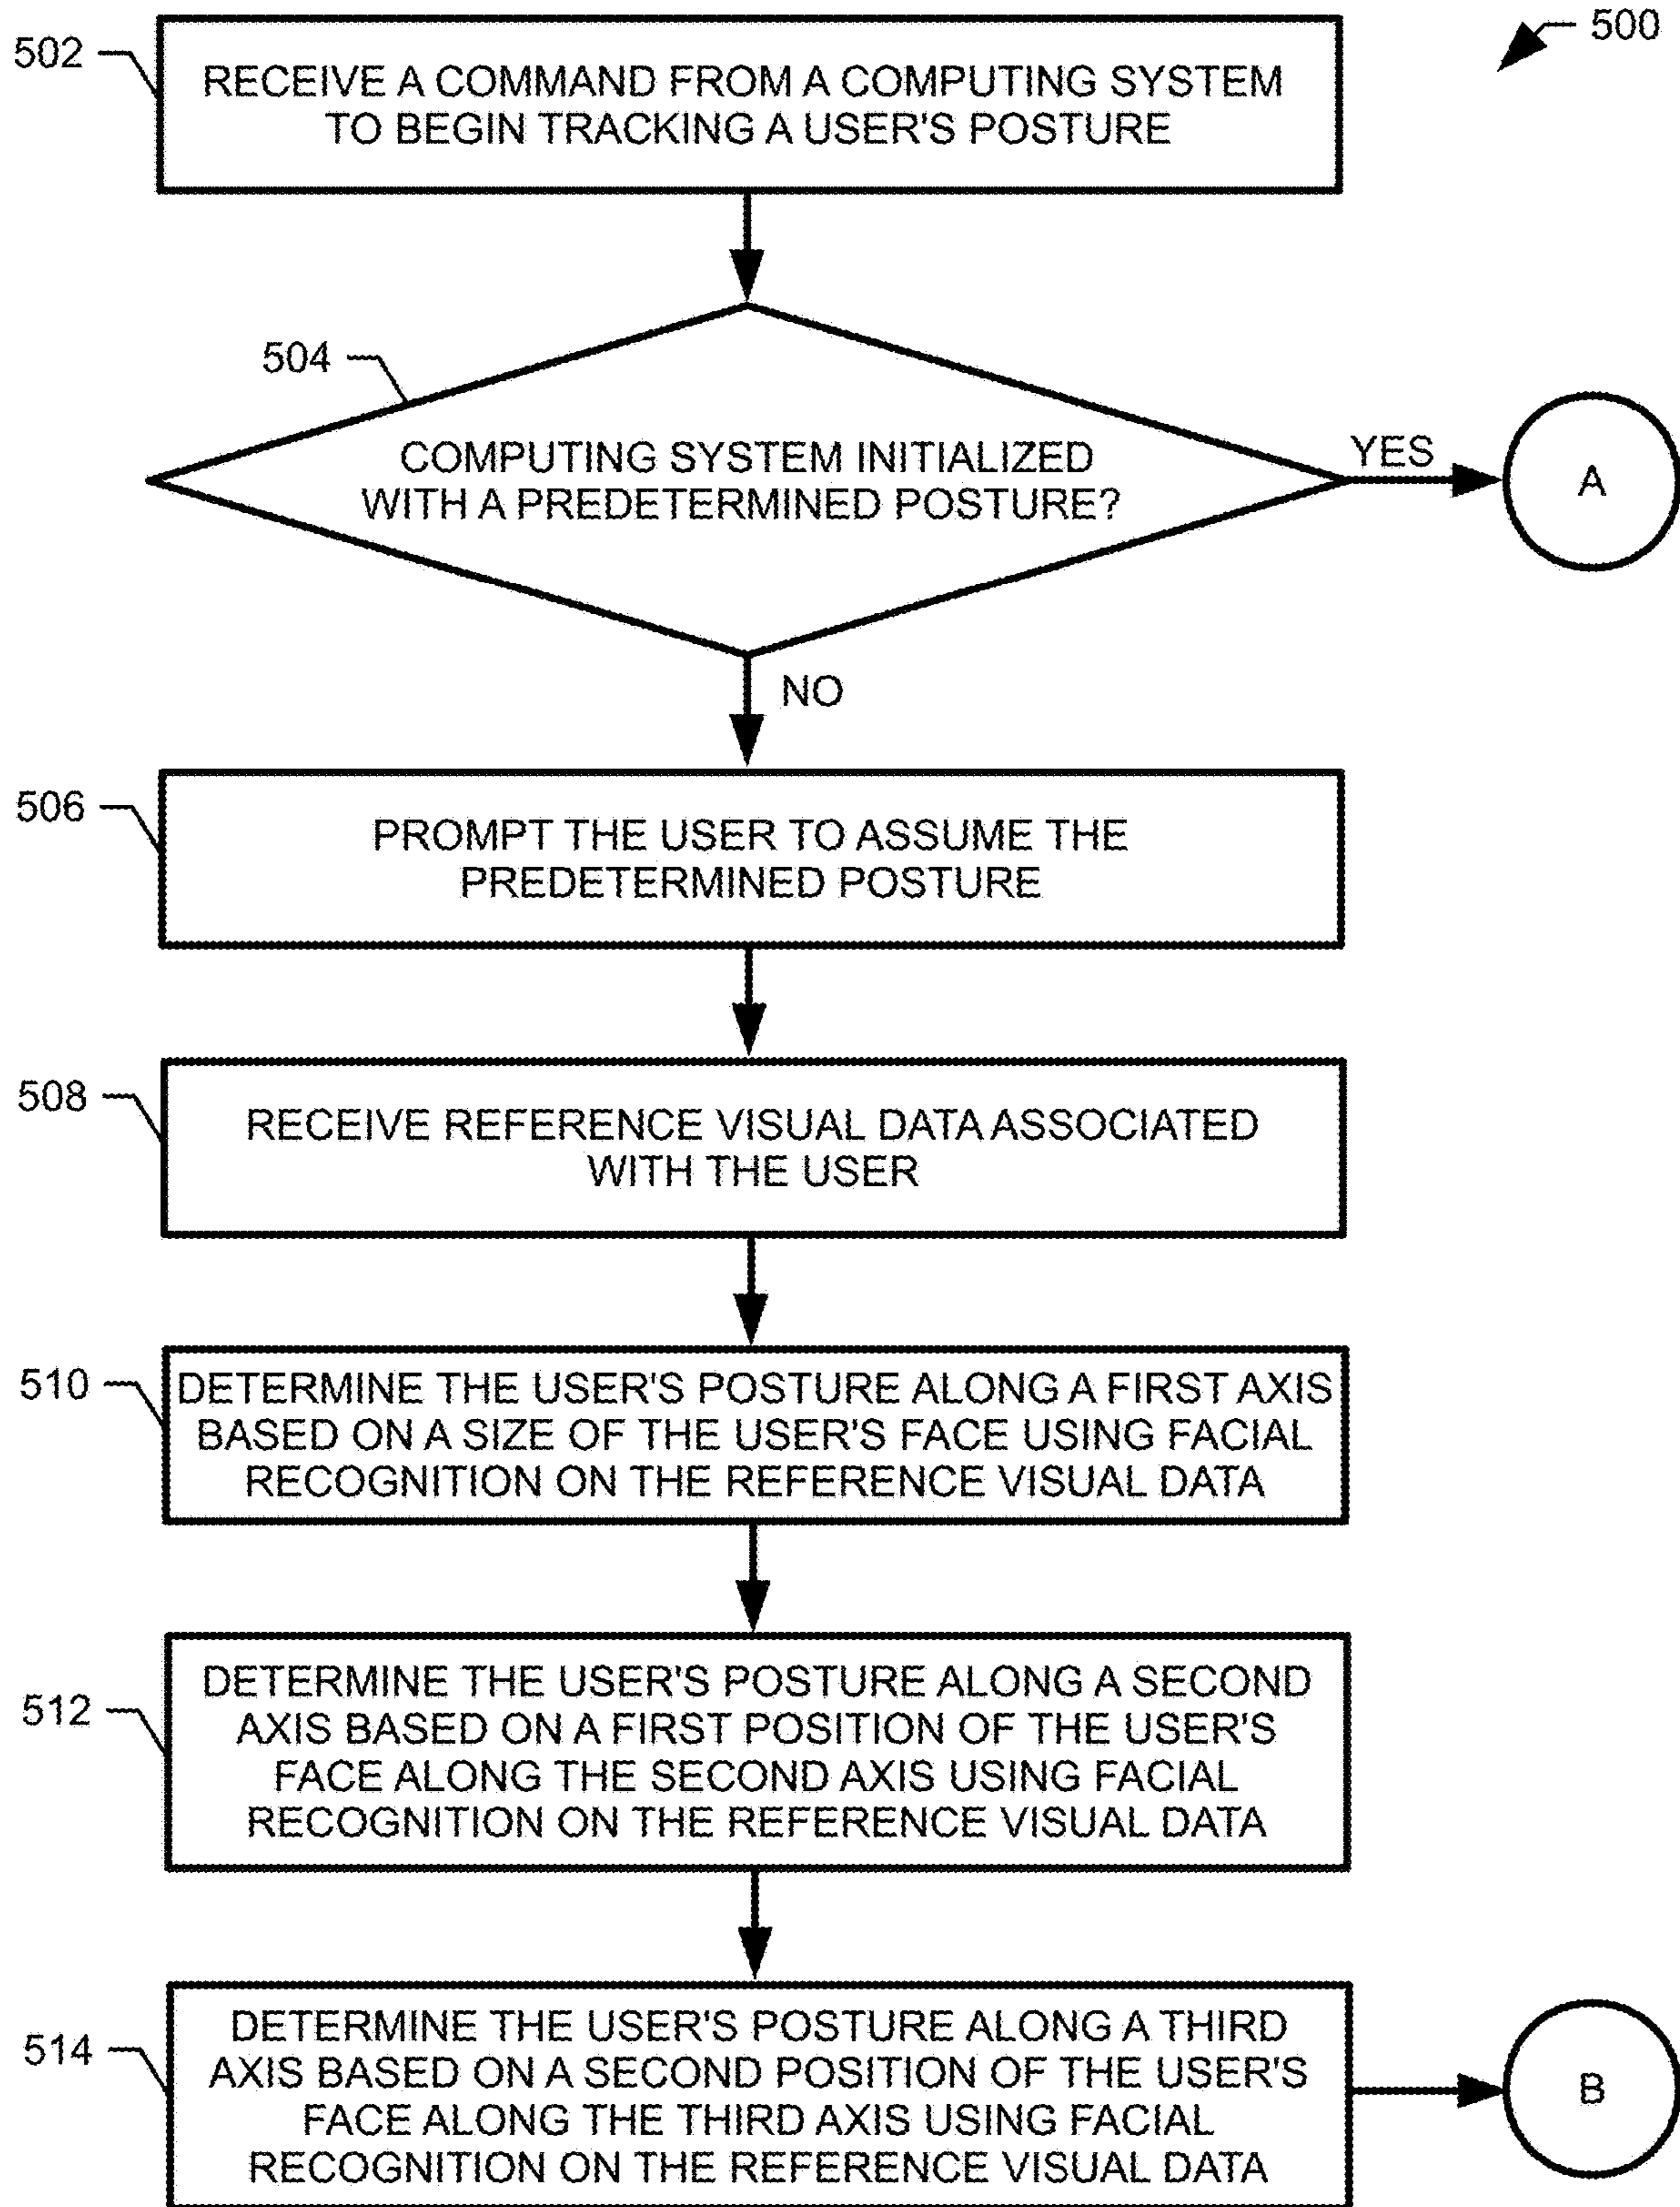 500
502
RECEIVE A COMMAND FROM A COMPUTING SYSTEM
TO BEGIN TRACKING A USER'S POSTURE
504
COMPUTING SYSTEM INITIALIZED
WITH A PREDETERMINED POSTURE?
YES
A
NO
506
PROMPT THE USER TO ASSUME THE
PREDETERMINED POSTURE
508
RECEIVE REFERENCE VISUAL DATA ASSOCIATED
WITH THE USER
510
DETERMINE THE USER'S POSTURE ALONG A FIRST AXIS
BASED ON A SIZE OF THE USER'S FACE USING FACIAL
RECOGNITION ON THE REFERENCE VISUAL DATA
512
DETERMINE THE USER'S POSTURE ALONG A SECOND
AXIS BASED ON A FIRST POSITION OF THE USER'S
FACE ALONG THE SECOND AXIS USING FACIAL
RECOGNITION ON THE REFERENCE VISUAL DATA
514
DETERMINE THE USER'S POSTURE ALONG A THIRD
AXIS BASED ON A SECOND POSITION OF THE USER'S
FACE ALONG THE THIRD AXIS USING FACIAL
RECOGNITION ON THE REFERENCE VISUAL DATA
B